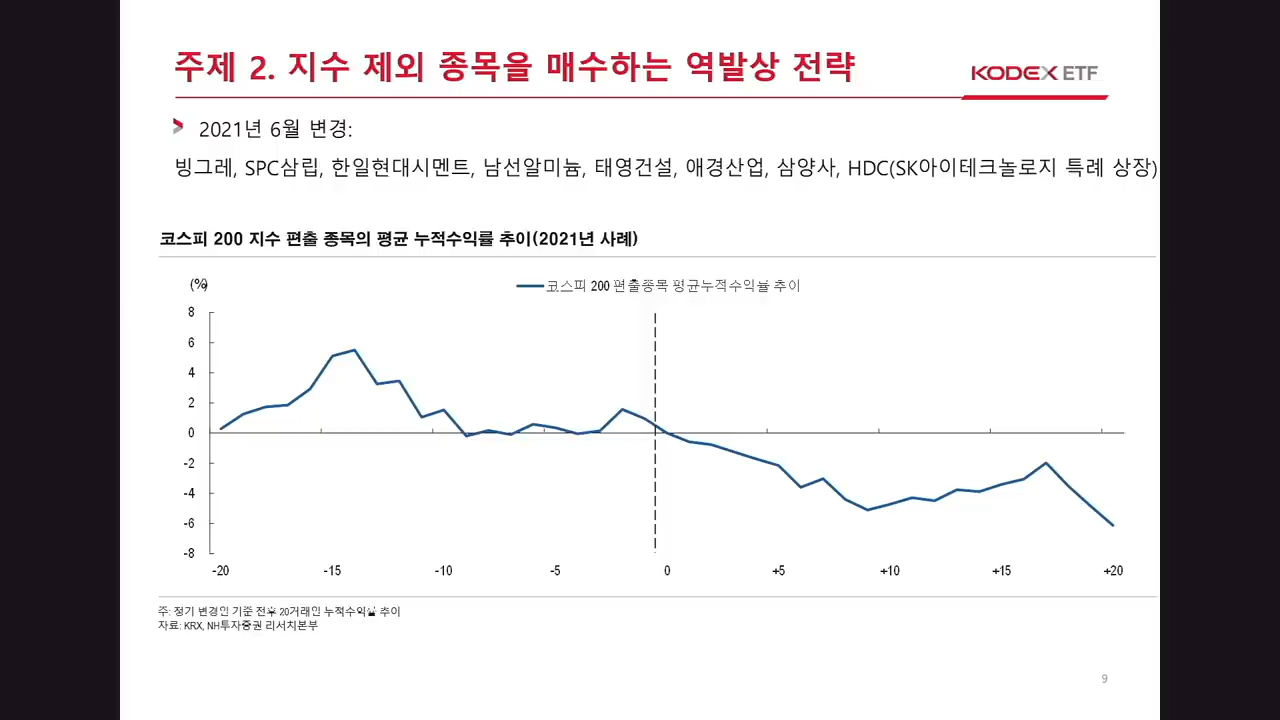 주제 2. 지수 제외 종목을 매수하는 역발상 전략
KODEX ETF
2021년 6월 변경:
빙그레, SPC삼립, 한일현대시멘트, 남선알미늄, 태영건설, 애경산업, 삼양사, HDC(SK아이테크놀로지 특례 상장)
코스피 200 지수 편출 종목의 평균 누적수익률 추이(2021년 사례)
(%)
코스피 200 편출종목 평균누적수익률 추이
8
6
4
2
0
-2
-4
-6
-8
-20 -15 -10 -5 0 +5 +10 +15 +20
주: 정기 변경일 기준 전후 20거래일 누적수익률 추이
자료: KRX, NH투자증권 리서치본부
9